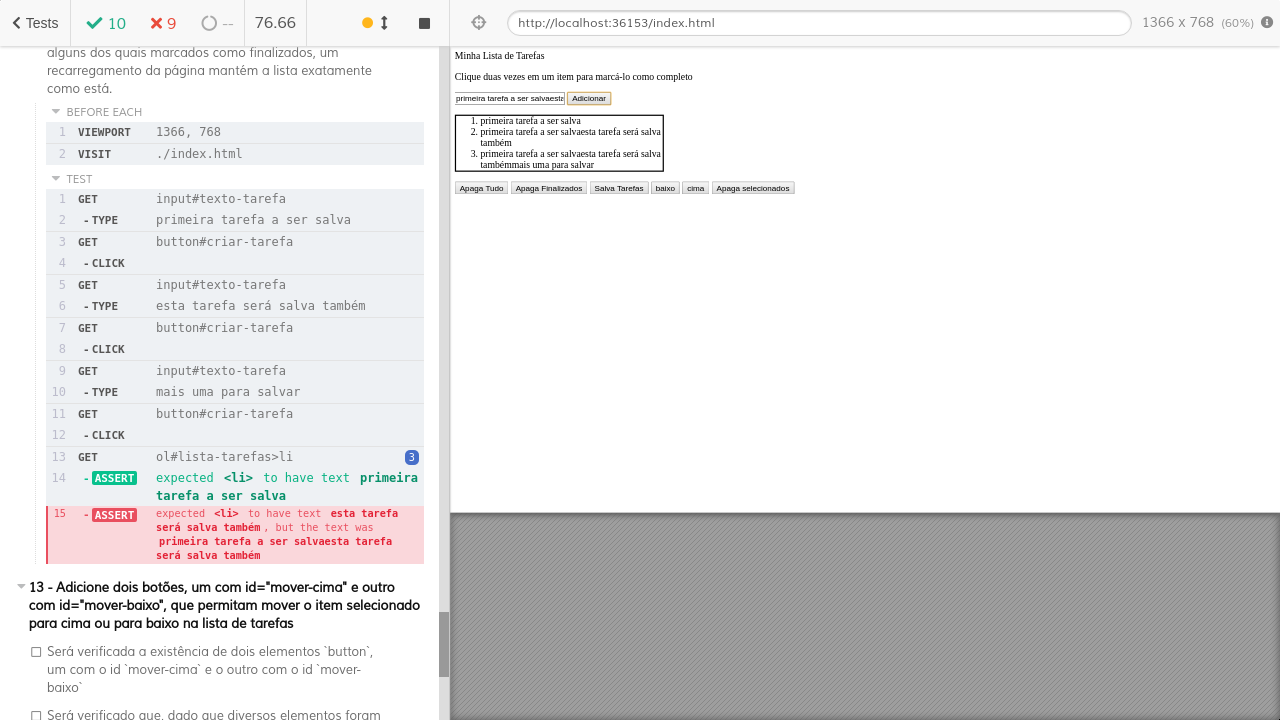 Tests
10
9
--
76.66
http://localhost:36153/index.html
1366 x 768 (60%)
alguns dos quais marcados como finalizados, um
recarregamento da página mantém a lista exatamente
como está.
BEFORE EACH
1 VIEWPORT 1366, 768
2 VISIT ./index.html
TEST
1 GET input#texto-tarefa
2 -TYPE primeira tarefa a ser salva
3 GET button#criar-tarefa
4 -CLICK
5 GET input#texto-tarefa
6 -TYPE esta tarefa será salva também
7 GET button#criar-tarefa
8 -CLICK
9 GET input#texto-tarefa
10 -TYPE mais uma para salvar
11 GET button#criar-tarefa
12 -CLICK
13 GET ol#lista-tarefas>li 3
14 -ASSERT expected <li> to have text primeira
tarefa a ser salva
15 -ASSERT expected <li> to have text esta tarefa
será salva também, but the text was
primeira tarefa a ser salvaesta tarefa
será salva também
13 - Adicione dois botões, um com id="mover-cima" e outro
com id="mover-baixo", que permitam mover o item selecionado
para cima ou para baixo na lista de tarefas
Será verificada a existência de dois elementos `button`,
um com o id `mover-cima` e o outro com o id `mover-
baixo`
Será verificado que, dado que diversos elementos foram
Minha Lista de Tarefas
Clique duas vezes em um item para marcá-lo como completo
primeira tarefa a ser salvaesta Adicionar
1. primeira tarefa a ser salva
2. primeira tarefa a ser salvaesta tarefa será salva
também
3. primeira tarefa a ser salvaesta tarefa será salva
tambémmais uma para salvar
Apaga Tudo Apaga Finalizados Salva Tarefas baixo cima Apaga selecionados